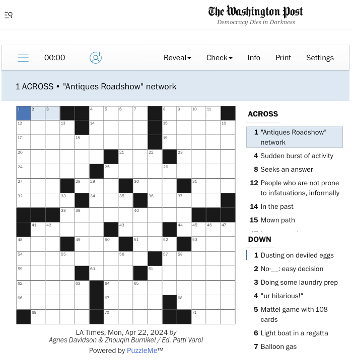 The Washington Post
Democracy Dies in Darkness
00:00
Reveal
Check
Info
Print
Settings
1 ACROSS • "Antiques Roadshow" network
ACROSS
1 "Antiques Roadshow"
network
4 Sudden burst of activity
8 Seeks an answer
12 People who are not prone
to infatuations, informally
14 In the past
15 Mown path
DOWN
1 Dusting on deviled eggs
2 No-__: easy decision
3 Doing some laundry prep
4 "ur hilarious!"
5 Mattel game with 108
cards
6 Light boat in a regatta
7 Balloon gas
LA Times, Mon, Apr 22, 2024 by
Agnes Davidson & Zhouqin Burnikel / Ed. Patti Varol
Powered by PuzzleMe™